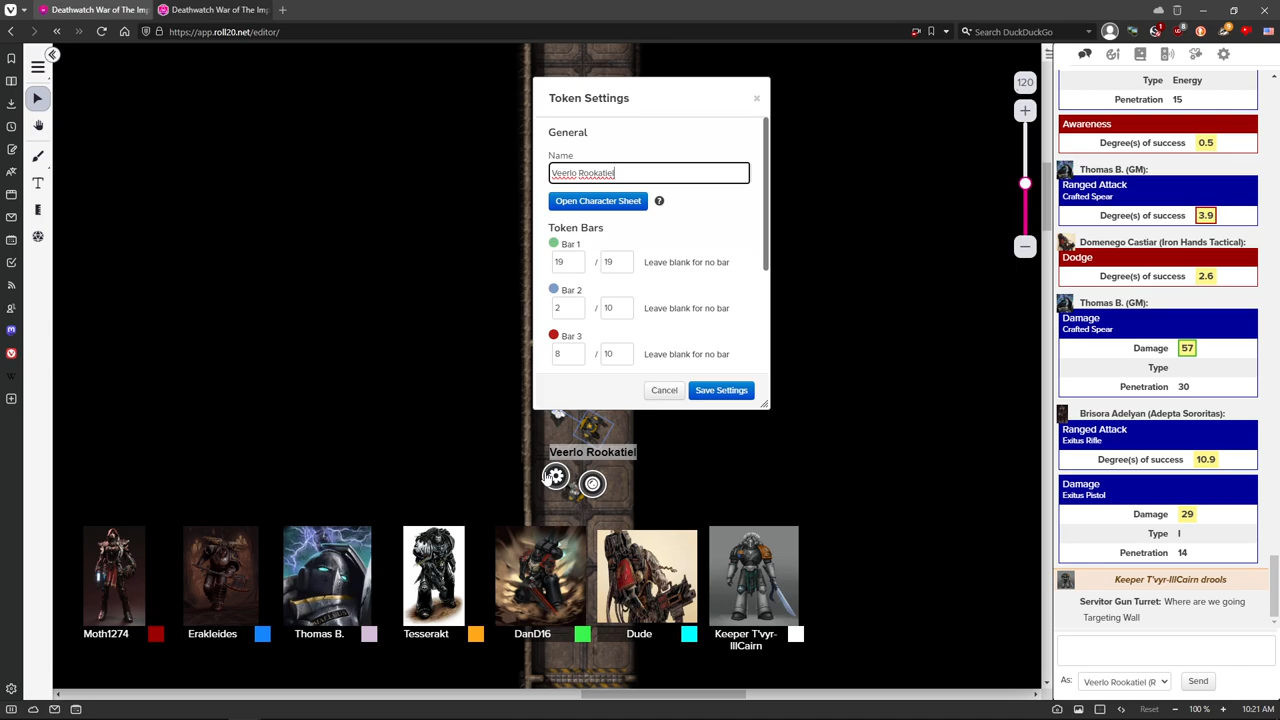 Deathwatch War of The Imp
Deathwatch War of The Imp
https://app.roll20.net/editor/
Search DuckDuckGo
Token Settings
General
Name
Veerlo Rookatiel
Open Character Sheet
Token Bars
Bar 1
19 / 19 Leave blank for no bar
Bar 2
2 / 10 Leave blank for no bar
Bar 3
8 / 10 Leave blank for no bar
Cancel Save Settings
Veerlo Rookatiel
120
Moth1274
Erakleides
Thomas B.
Tesserakt
DanD16
Dude
Keeper T'vyr-
IllCairn
Type Energy
Penetration 15
Awareness
Degree(s) of success 0.5
Thomas B. (GM):
Ranged Attack
Crafted Spear
Degree(s) of success 3.9
Domenego Castiar (Iron Hands Tactical):
Dodge
Degree(s) of success 2.6
Thomas B. (GM):
Damage
Crafted Spear
Damage 57
Type
Penetration 30
Brisora Adelyan (Adepta Sororitas):
Ranged Attack
Exitus Rifle
Degree(s) of success 10.9
Damage
Exitus Pistol
Damage 29
Type I
Penetration 14
Keeper T'vyr-IllCairn drools
Servitor Gun Turret: Where are we going
Targeting Wall
As: Veerlo Rookatiel (R Send
Reset 100 % 10:21 AM